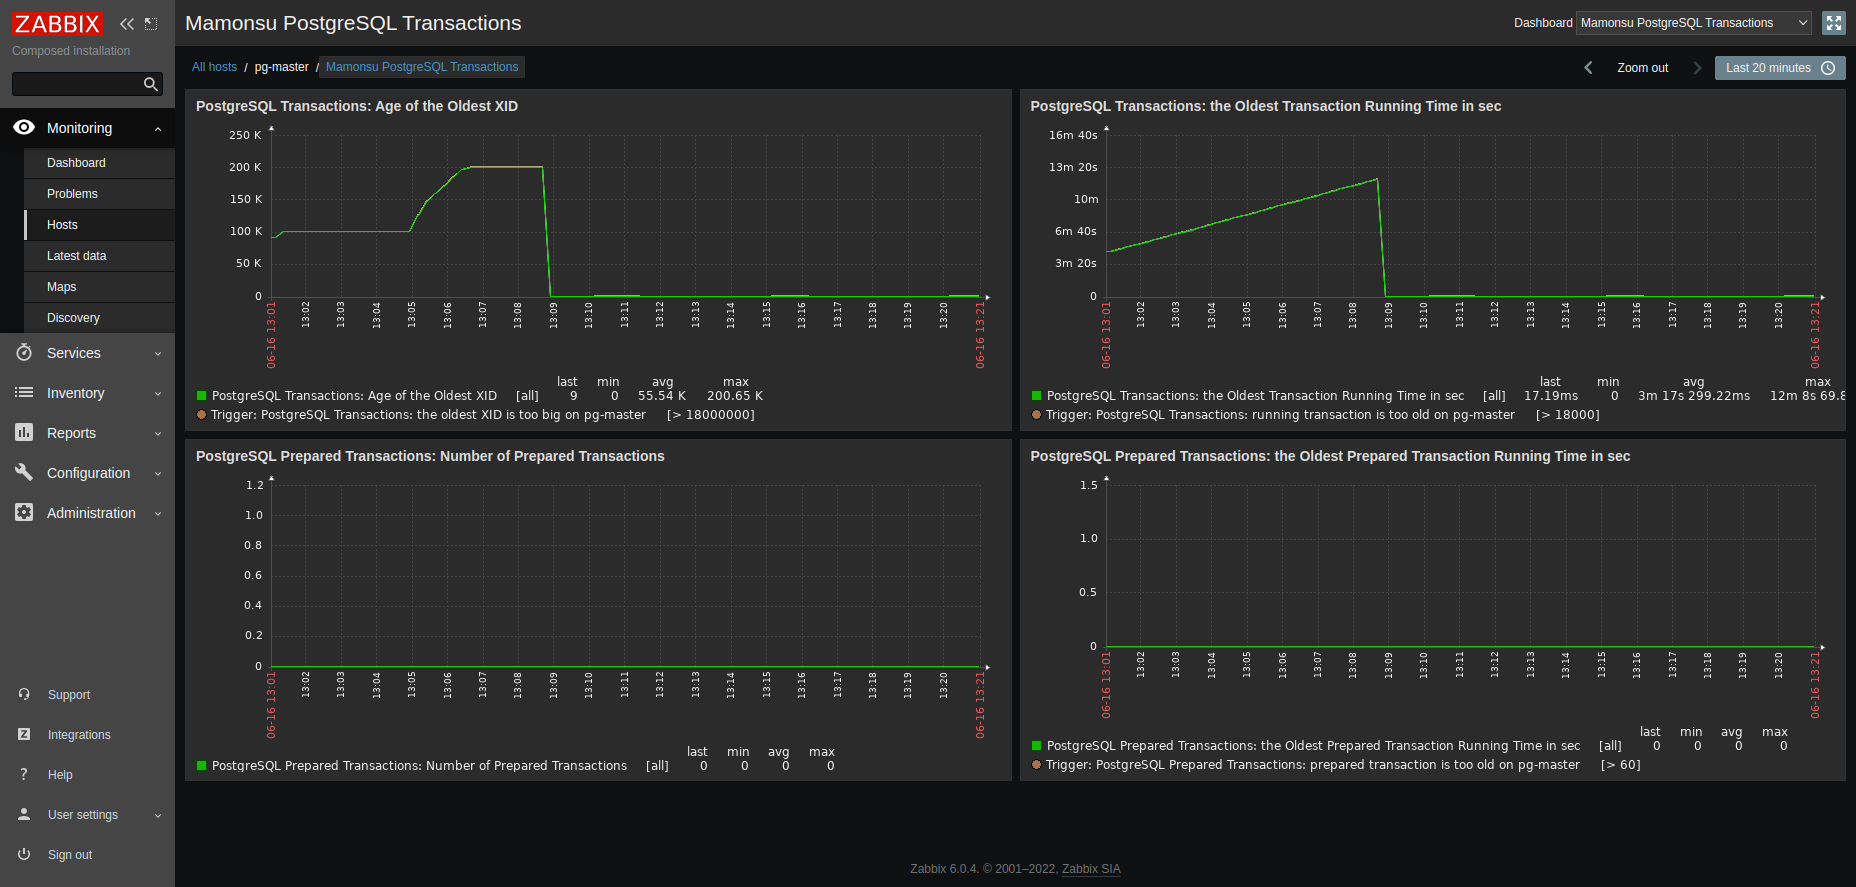 ZABBIX
Composed installation
Monitoring
Dashboard
Problems
Hosts
Latest data
Maps
Discovery
Services
Inventory
Reports
Configuration
Administration
Support
Integrations
Help
User settings
Sign out
Mamonsu PostgreSQL Transactions
Dashboard Mamonsu PostgreSQL Transactions
All hosts / pg-master / Mamonsu PostgreSQL Transactions
Zoom out
Last 20 minutes
PostgreSQL Transactions: Age of the Oldest XID
250 K
200 K
150 K
100 K
50 K
0
06-16 13:01 13:02 13:03 13:04 13:05 13:06 13:07 13:08 13:09 13:10 13:11 13:12 13:13 13:14 13:15 13:16 13:17 13:18 13:19 13:20 06-16 13:21
last min avg max
PostgreSQL Transactions: Age of the Oldest XID [all] 9 0 55.54 K 200.65 K
Trigger: PostgreSQL Transactions: the oldest XID is too big on pg-master [> 18000000]
PostgreSQL Transactions: the Oldest Transaction Running Time in sec
16m 40s
13m 20s
10m
6m 40s
3m 20s
0
06-16 13:01 13:02 13:03 13:04 13:05 13:06 13:07 13:08 13:09 13:10 13:11 13:12 13:13 13:14 13:15 13:16 13:17 13:18 13:19 13:20 06-16 13:21
last min avg max
PostgreSQL Transactions: the Oldest Transaction Running Time in sec [all] 17.19ms 0 3m 17s 299.22ms 12m 8s 69.8
Trigger: PostgreSQL Transactions: running transaction is too old on pg-master [> 18000]
PostgreSQL Prepared Transactions: Number of Prepared Transactions
1.2
1.0
0.8
0.6
0.4
0.2
0
06-16 13:01 13:02 13:03 13:04 13:05 13:06 13:07 13:08 13:09 13:10 13:11 13:12 13:13 13:14 13:15 13:16 13:17 13:18 13:19 13:20 06-16 13:21
last min avg max
PostgreSQL Prepared Transactions: Number of Prepared Transactions [all] 0 0 0 0
PostgreSQL Prepared Transactions: the Oldest Prepared Transaction Running Time in sec
1.5
1.0
0.5
0
06-16 13:01 13:02 13:03 13:04 13:05 13:06 13:07 13:08 13:09 13:10 13:11 13:12 13:13 13:14 13:15 13:16 13:17 13:18 13:19 13:20 06-16 13:21
last min avg max
PostgreSQL Prepared Transactions: the Oldest Prepared Transaction Running Time in sec [all] 0 0 0 0
Trigger: PostgreSQL Prepared Transactions: prepared transaction is too old on pg-master [> 60]
Zabbix 6.0.4. © 2001–2022, Zabbix SIA